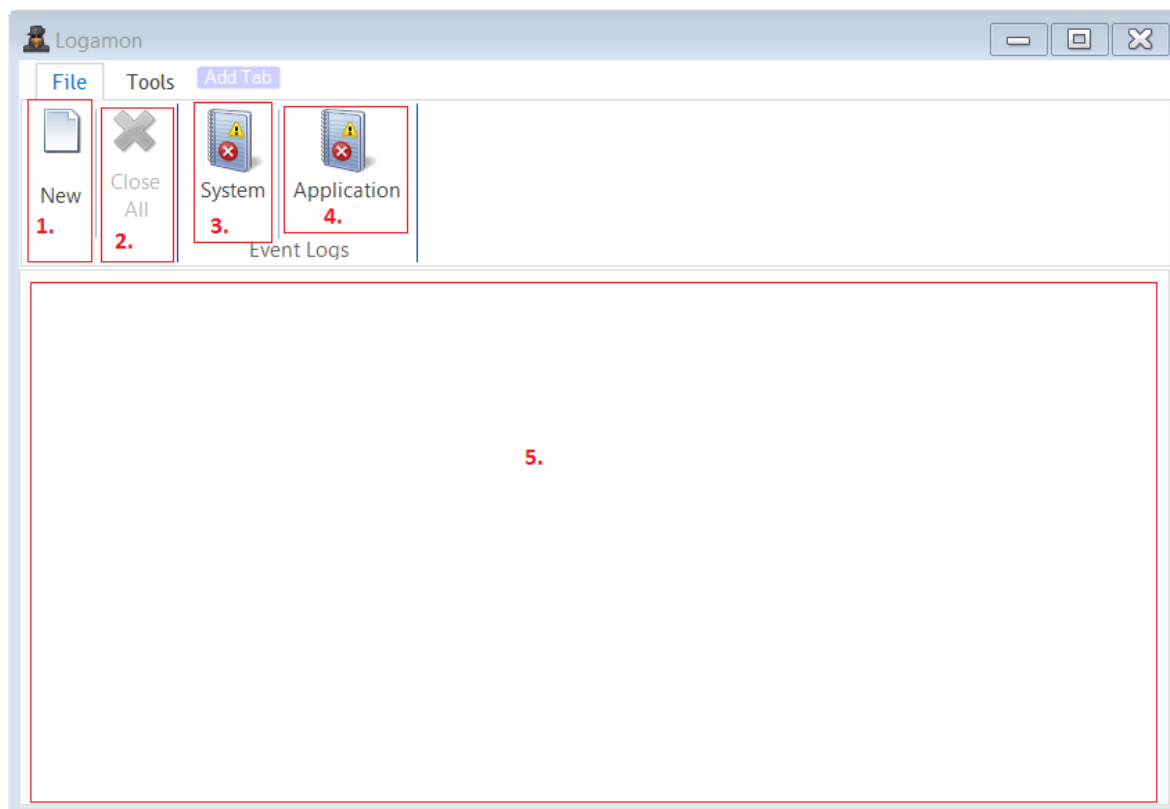 Logamon
File Tools Add Tab
New
Close
All
System
Application
1.
2.
3.
4.
Event Logs
5.